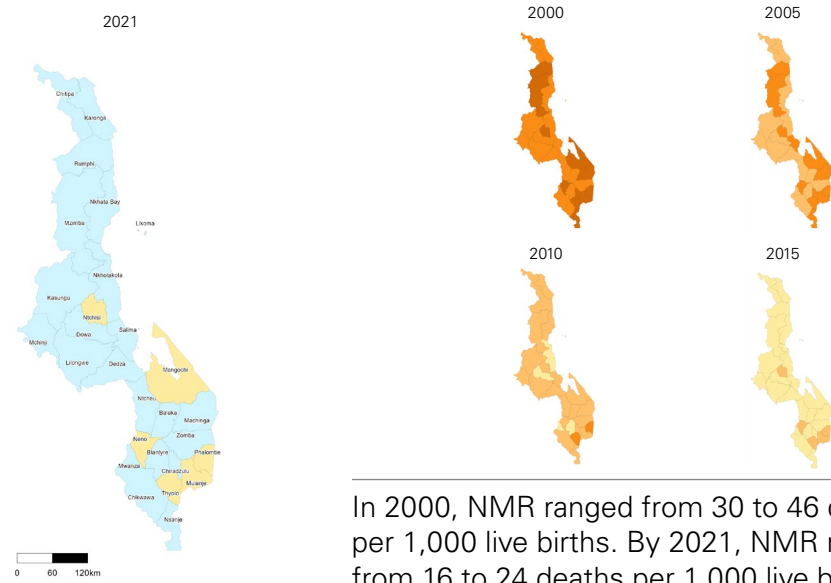 2021
Chitipa
Karonga
Rumphi
Nkhata Bay
Mzimba
Likoma
Nkhotakota
Kasungu
Ntchisi
Dowa
Salima
Mchinji
Lilongwe
Dedza
Mangochi
Ntcheu
Balaka
Machinga
Zomba
Neno
Blantyre
Phalombe
Mwanza
Chiradzulu
Mulanje
Thyolo
Chikwawa
Nsanje
0 60 120km
2000 2005
2010 2015
In 2000, NMR ranged from 30 to 46
per 1,000 live births. By 2021, NMR
from 16 to 24 deaths per 1,000 live